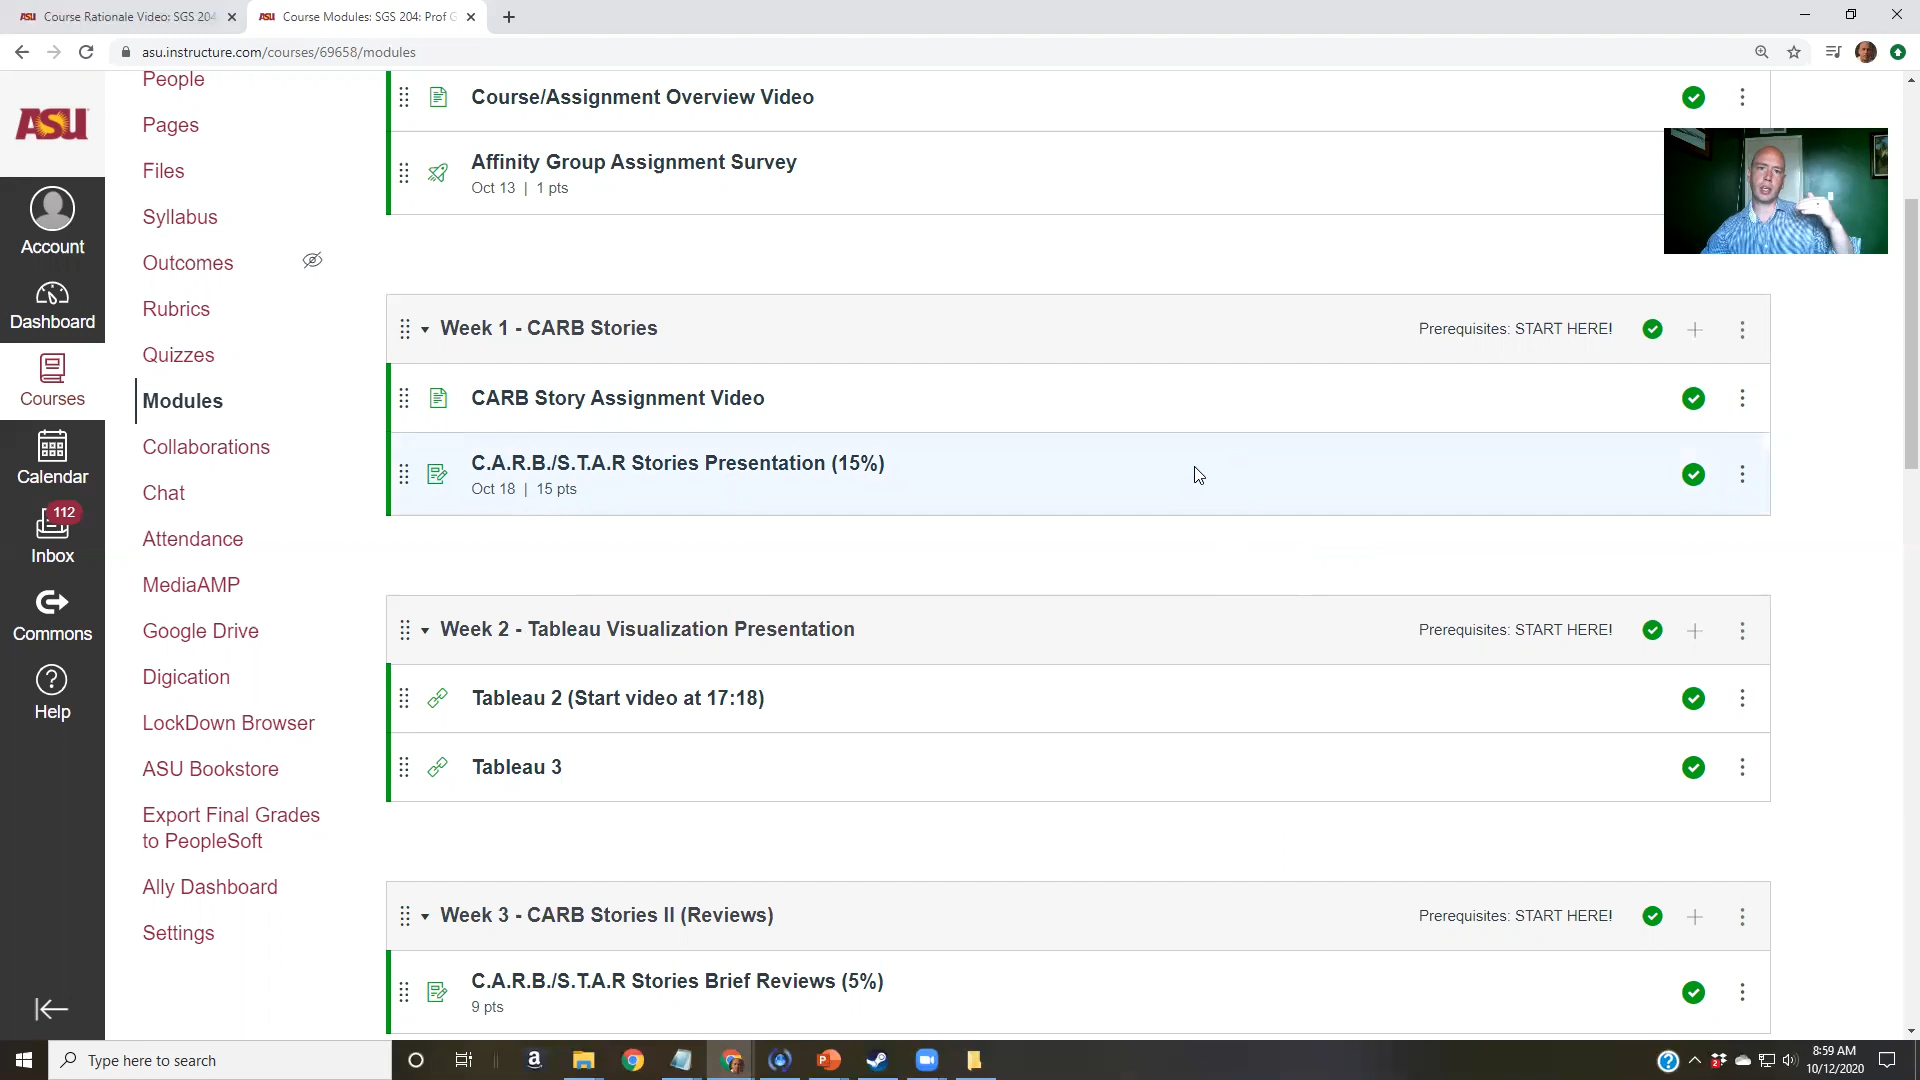 ASU Course Rationale Video: SGS 204
ASU Course Modules: SGS 204: Prof G
asu.instructure.com/courses/69658/modules
ASU
Account
Dashboard
Courses
Calendar
112
Inbox
Commons
Help
People
Pages
Files
Syllabus
Outcomes
Rubrics
Quizzes
Modules
Collaborations
Chat
Attendance
MediaAMP
Google Drive
Digication
LockDown Browser
ASU Bookstore
Export Final Grades
to PeopleSoft
Ally Dashboard
Settings
Course/Assignment Overview Video
Affinity Group Assignment Survey
Oct 13 | 1 pts
Week 1 - CARB Stories
Prerequisites: START HERE!
CARB Story Assignment Video
C.A.R.B./S.T.A.R Stories Presentation (15%)
Oct 18 | 15 pts
Week 2 - Tableau Visualization Presentation
Prerequisites: START HERE!
Tableau 2 (Start video at 17:18)
Tableau 3
Week 3 - CARB Stories II (Reviews)
Prerequisites: START HERE!
C.A.R.B./S.T.A.R Stories Brief Reviews (5%)
9 pts
Type here to search
8:59 AM
10/12/2020